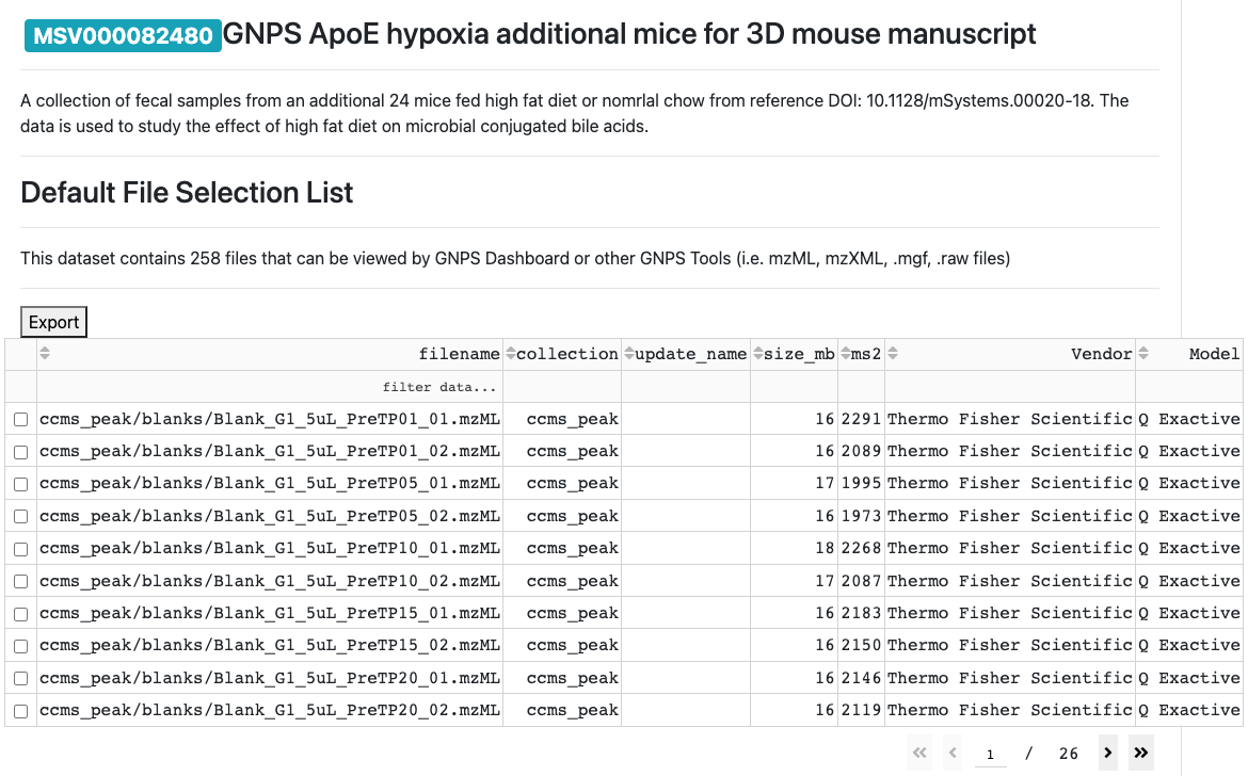 MSV000082480 GNPS ApoE hypoxia additional mice for 3D mouse manuscript
A collection of fecal samples from an additional 24 mice fed high fat diet or nomrlal chow from reference DOI: 10.1128/mSystems.00020-18. The
data is used to study the effect of high fat diet on microbial conjugated bile acids.
Default File Selection List
This dataset contains 258 files that can be viewed by GNPS Dashboard or other GNPS Tools (i.e. mzML, mzXML, .mgf, .raw files)
Export
filename collection update_name size_mb ms2 Vendor Model
filter data...
ccms_peak/blanks/Blank_G1_5uL_PreTP01_01.mzML ccms_peak 16 2291 Thermo Fisher Scientific Q Exactive
ccms_peak/blanks/Blank_G1_5uL_PreTP01_02.mzML ccms_peak 16 2089 Thermo Fisher Scientific Q Exactive
ccms_peak/blanks/Blank_G1_5uL_PreTP05_01.mzML ccms_peak 17 1995 Thermo Fisher Scientific Q Exactive
ccms_peak/blanks/Blank_G1_5uL_PreTP05_02.mzML ccms_peak 16 1973 Thermo Fisher Scientific Q Exactive
ccms_peak/blanks/Blank_G1_5uL_PreTP10_01.mzML ccms_peak 18 2268 Thermo Fisher Scientific Q Exactive
ccms_peak/blanks/Blank_G1_5uL_PreTP10_02.mzML ccms_peak 17 2087 Thermo Fisher Scientific Q Exactive
ccms_peak/blanks/Blank_G1_5uL_PreTP15_01.mzML ccms_peak 16 2183 Thermo Fisher Scientific Q Exactive
ccms_peak/blanks/Blank_G1_5uL_PreTP15_02.mzML ccms_peak 16 2150 Thermo Fisher Scientific Q Exactive
ccms_peak/blanks/Blank_G1_5uL_PreTP20_01.mzML ccms_peak 16 2146 Thermo Fisher Scientific Q Exactive
ccms_peak/blanks/Blank_G1_5uL_PreTP20_02.mzML ccms_peak 16 2119 Thermo Fisher Scientific Q Exactive
1 / 26